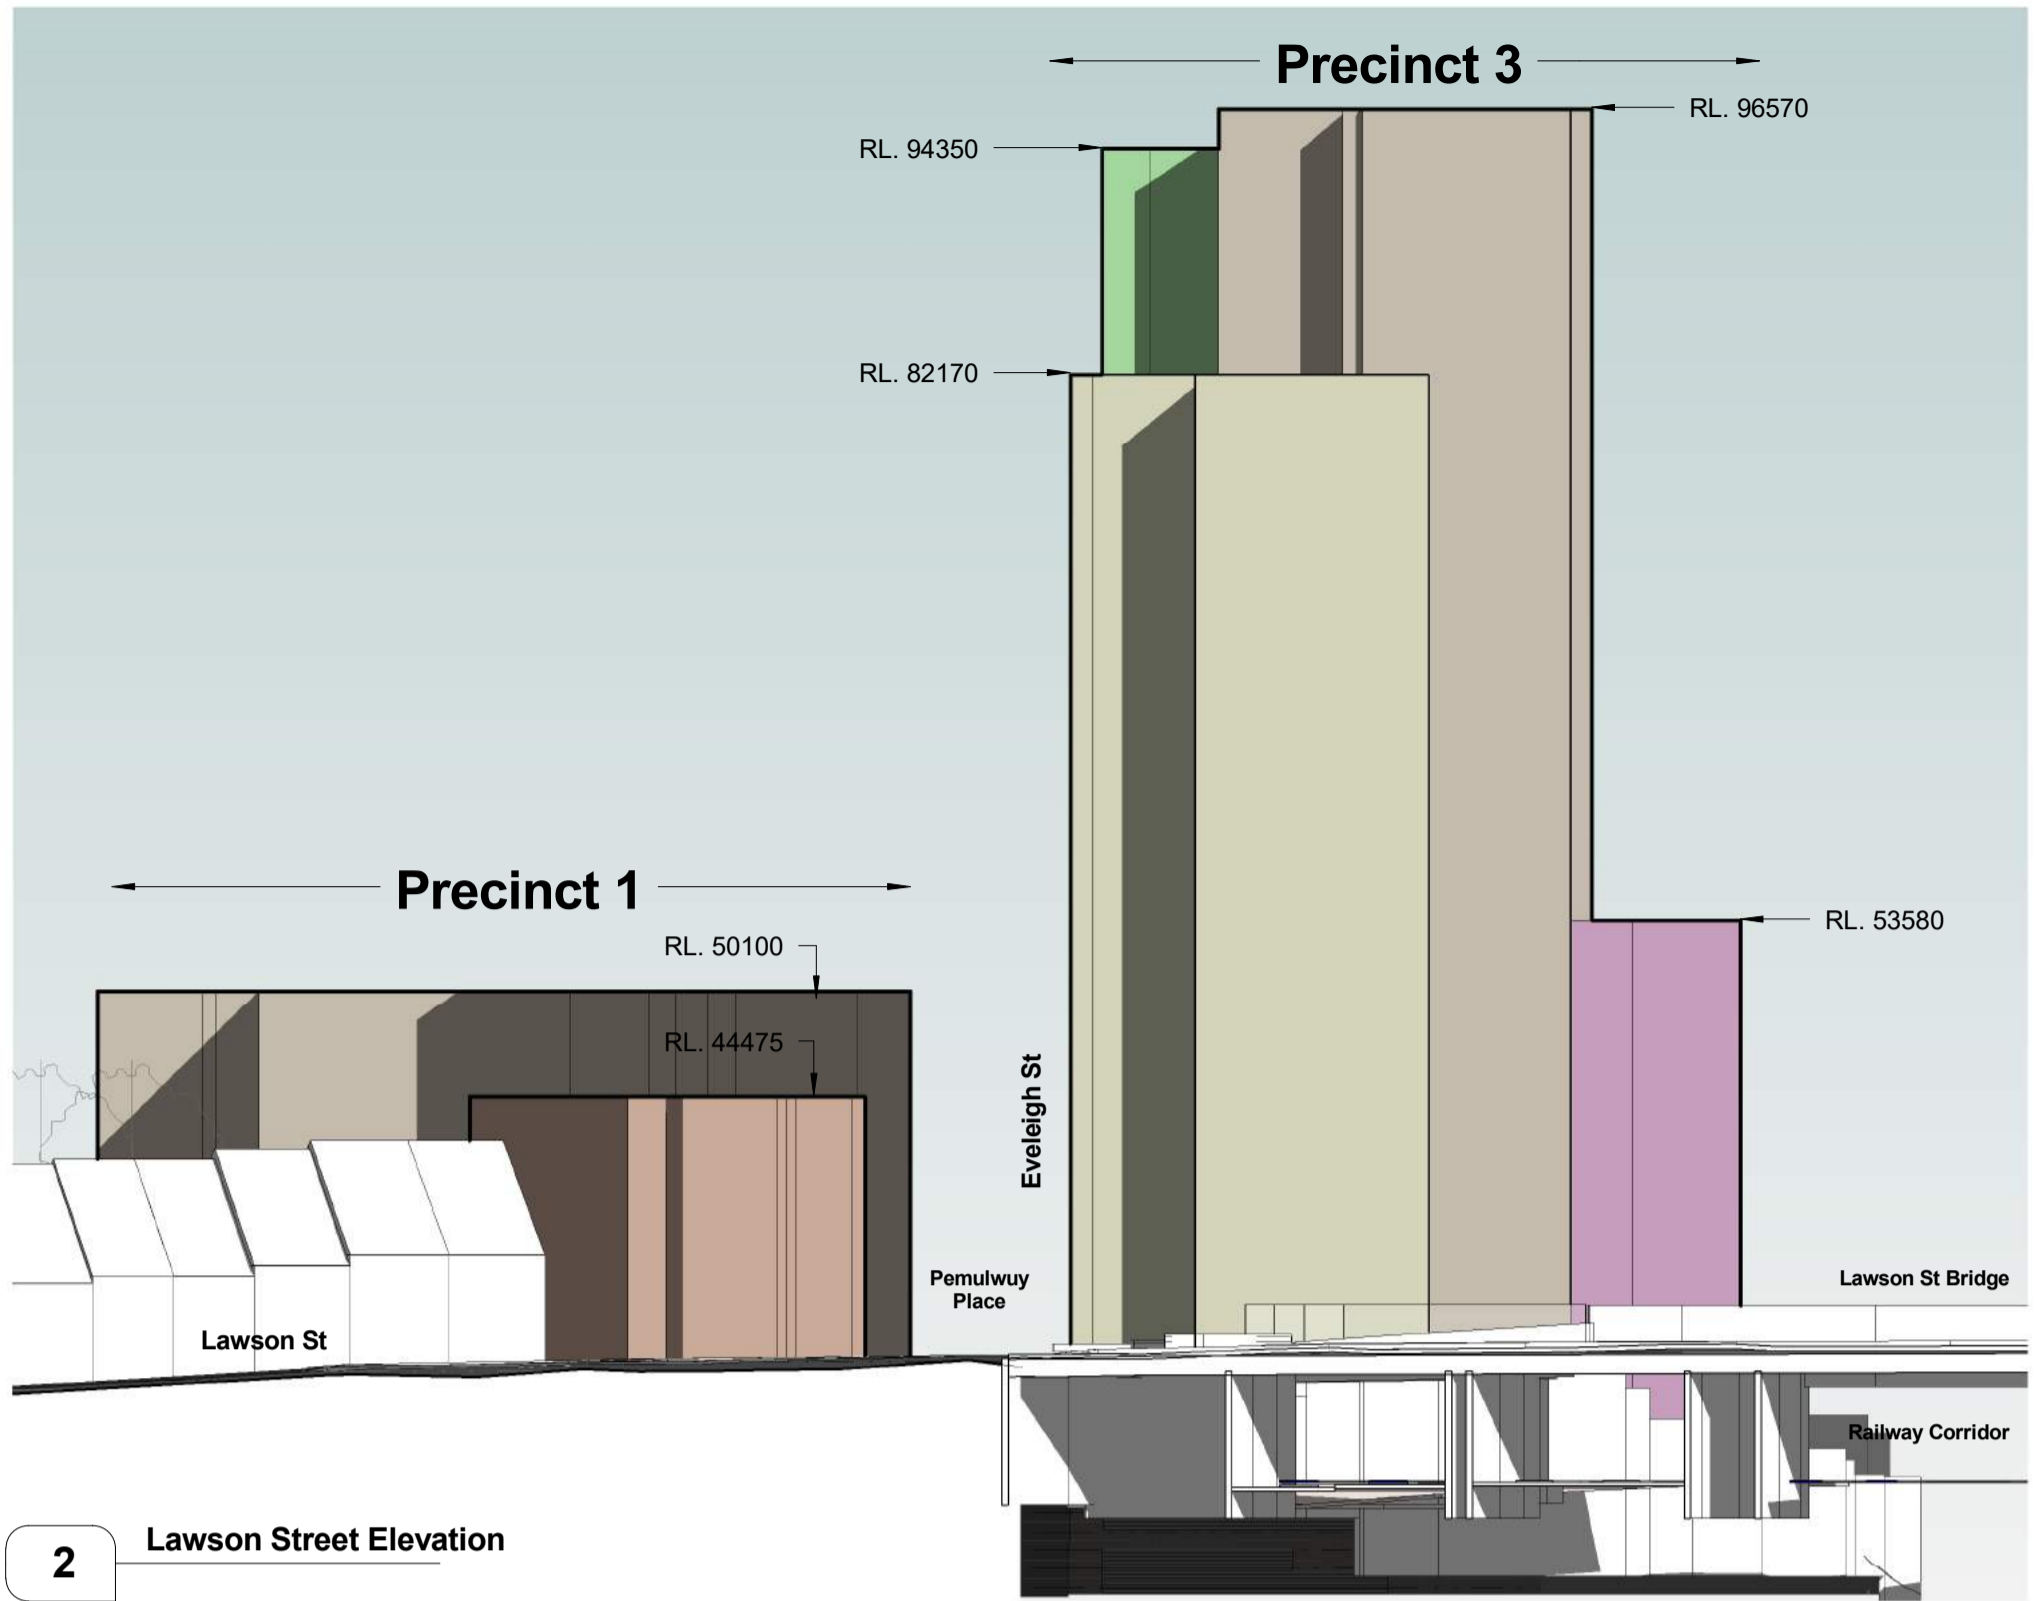 Precinct 3
RL. 96570
RL. 94350
RL. 82170
Precinct 1
RL. 53580
RL. 50100
RL. 44475
Eveleigh St
Pemulwuy
Place
Lawson St Bridge
Lawson St
Railway Corridor
2
Lawson Street Elevation